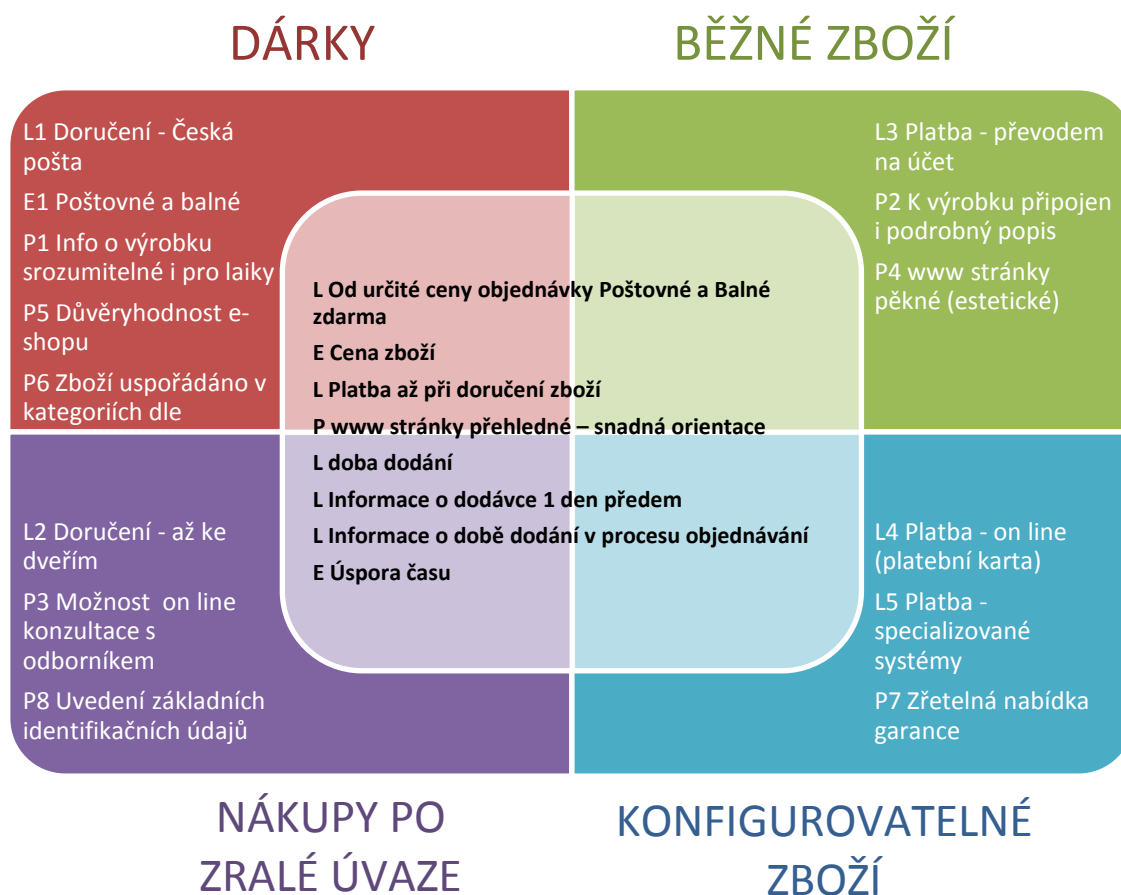 DÁRKY
BĚŽNÉ ZBOŽÍ
L1 Doručení - Česká
pošta
E1 Poštovné a balné
P1 Info o výrobku
srozumitelné i pro laiky
P5 Důvěryhodnost e-
shopu
P6 Zboží uspořádáno v
kategoriích dle
L3 Platba - převodem
na účet
P2 K výrobku připojen
i podrobný popis
P4 www stránky
pěkné (estetické)
L Od určité ceny objednávky Poštovné a Balné
zdarma
E Cena zboží
L Platba až při doručení zboží
P www stránky přehledné – snadná orientace
L doba dodání
L Informace o dodávce 1 den předem
L Informace o době dodání v procesu objednávání
E Úspora času
L2 Doručení - až ke
dveřím
P3 Možnost on line
konzultace s
odborníkem
P8 Uvedení základních
identifikačních údajů
L4 Platba - on line
(platební karta)
L5 Platba -
specializované
systémy
P7 Zřetelná nabídka
garance
NÁKUPY PO
ZRALÉ ÚVAZE
KONFIGUROVATELNÉ
ZBOŽÍ